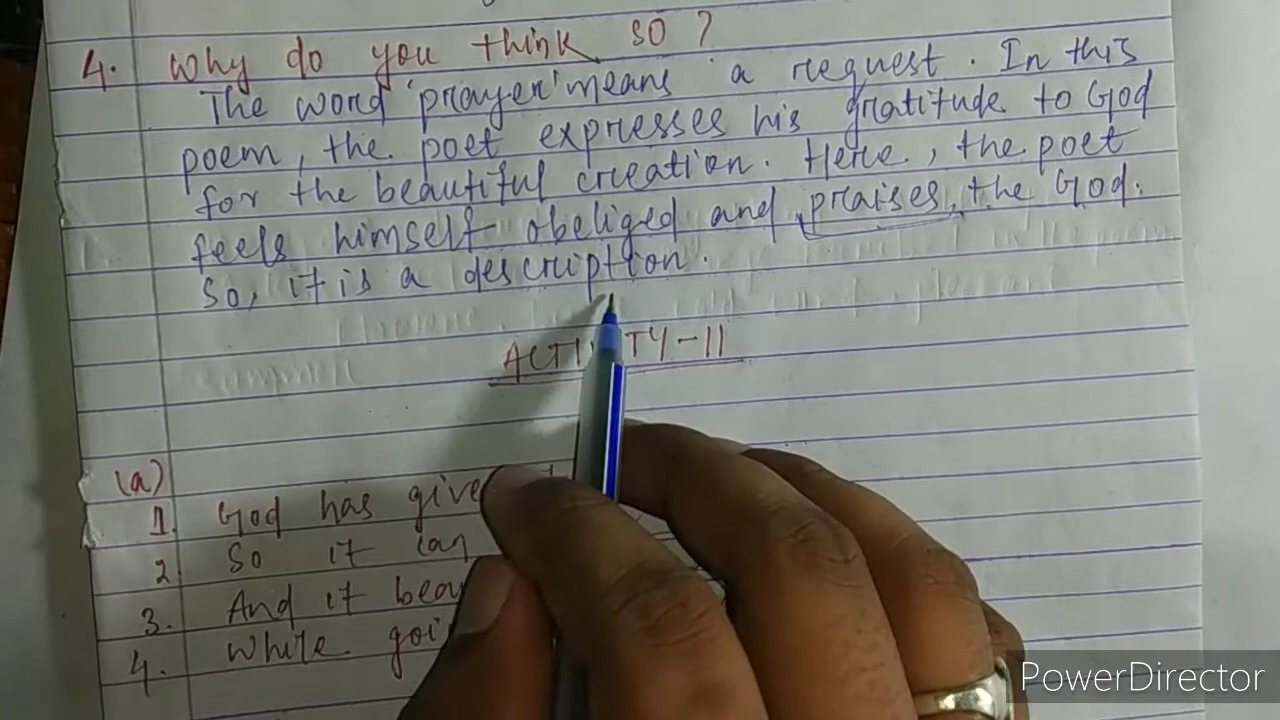 4. Why do you think so ?
The word 'prayer' means a request. In this
poem, the poet expresses his gratitude to God
for the beautiful creation. Here, the poet
feels himself obeliged and praises, the God.
So, it is a description.
ACTI TY-II
(a)
1. God has give
2. So it can
3. And it bear
4. While goi
PowerDirector